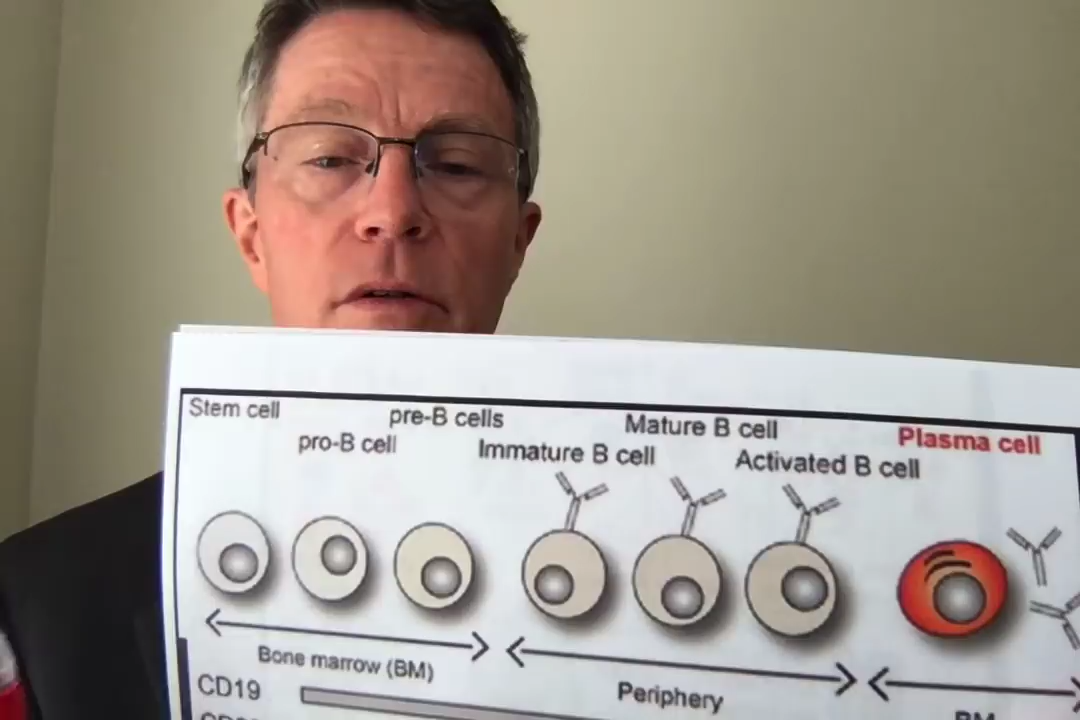 Stem cell
pro-B cell
pre-B cells
Immature B cell
Mature B cell
Activated B cell
Plasma cell
Bone marrow (BM)
Periphery
CD19